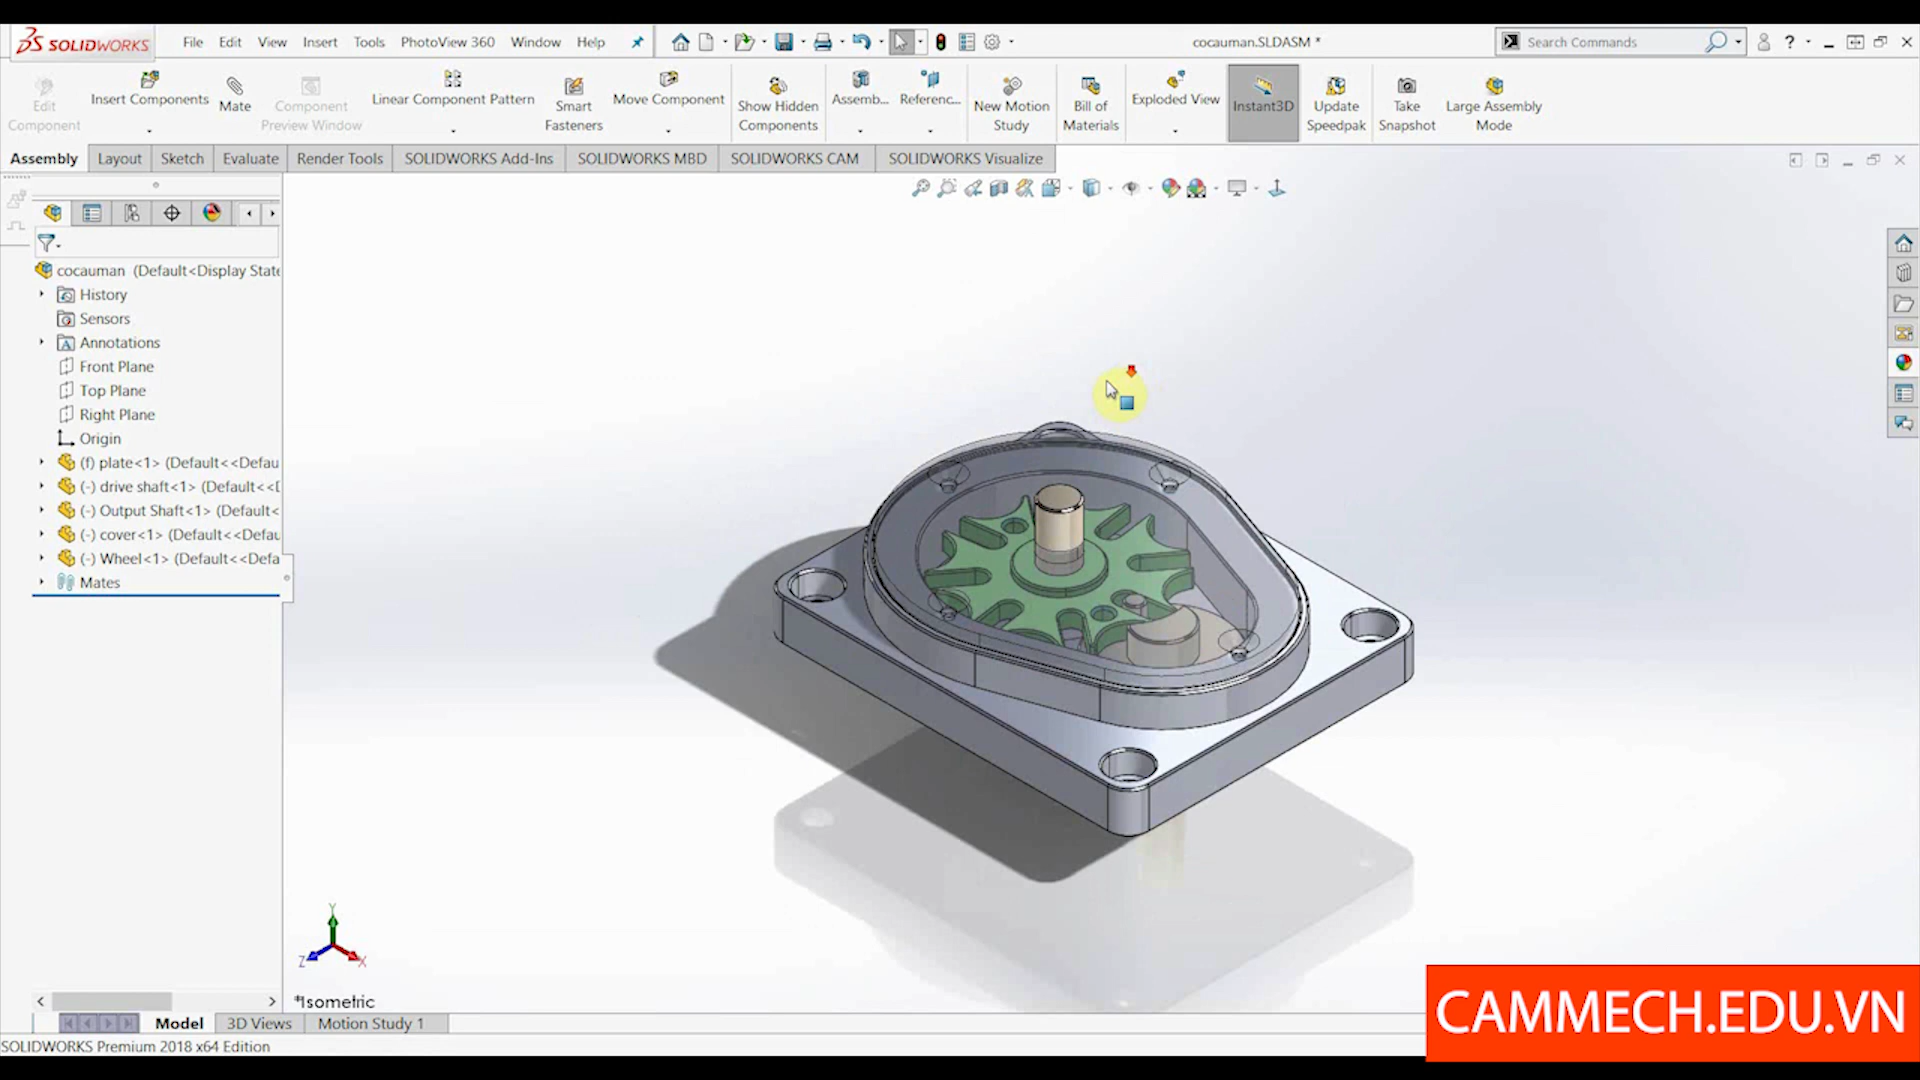 SOLIDWORKS
File Edit View Insert Tools PhotoView 360 Window Help
cocauman.SLDASM *
Search Commands
?
Edit Component
Insert Components
Mate
Component Preview Window
Linear Component Pattern
Smart Fasteners
Move Component
Show Hidden Components
Assemb...
Referenc...
New Motion Study
Bill of Materials
Exploded View
Instant3D
Update Speedpak
Take Snapshot
Large Assembly Mode
Assembly Layout Sketch Evaluate Render Tools SOLIDWORKS Add-Ins SOLIDWORKS MBD SOLIDWORKS CAM SOLIDWORKS Visualize
cocauman (Default<Display State
History
Sensors
Annotations
Front Plane
Top Plane
Right Plane
Origin
(f) plate<1> (Default<<Defau
(-) drive shaft<1> (Default<<D
(-) Output Shaft<1> (Default<
(-) cover<1> (Default<<Defau
(-) Wheel<1> (Default<<Defa
Mates
Y
Z X
*Isometric
Model 3D Views Motion Study 1
SOLIDWORKS Premium 2018 x64 Edition
CAMMECH.EDU.VN